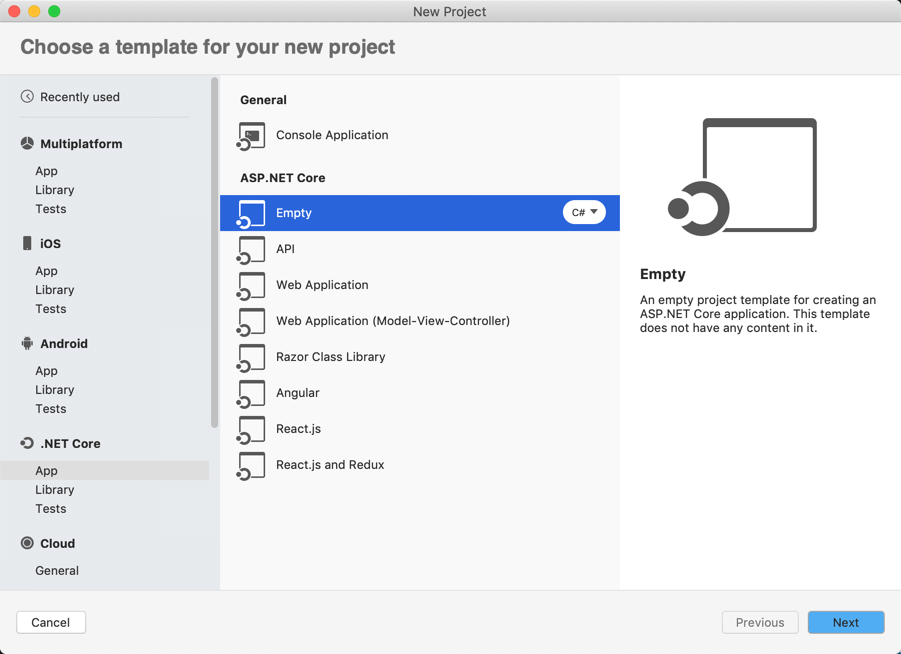 New Project
Choose a template for your new project
Recently used
Multiplatform
App
Library
Tests
iOS
App
Library
Tests
Android
App
Library
Tests
.NET Core
App
Library
Tests
Cloud
General
General
Console Application
ASP.NET Core
Empty
C#
API
Web Application
Web Application (Model-View-Controller)
Razor Class Library
Angular
React.js
React.js and Redux
Empty
An empty project template for creating an
ASP.NET Core application. This template
does not have any content in it.
Cancel
Previous
Next